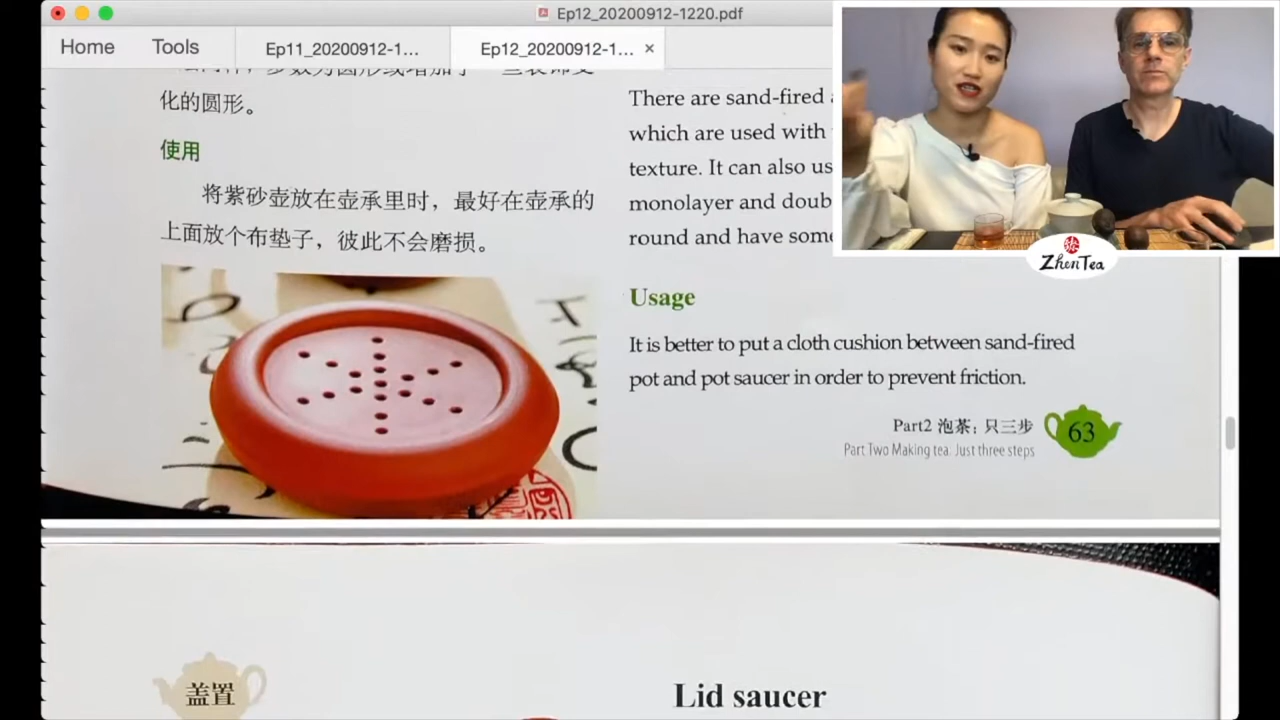 Ep12_20200912-1220.pdf
Home
Tools
Ep11_20200912-1...
Ep12_20200912-1... ×
化的圆形。
使用
将紫砂壶放在壶承里时，最好在壶承的
上面放个布垫子，彼此不会磨损。
There are sand-fired
which are used with
texture. It can also us
monolayer and doub
round and have some
Usage
It is better to put a cloth cushion between sand-fired
pot and pot saucer in order to prevent friction.
Part2 泡茶：只三步
Part Two Making tea. Just three steps
63
Zhen Tea
盖置
Lid saucer